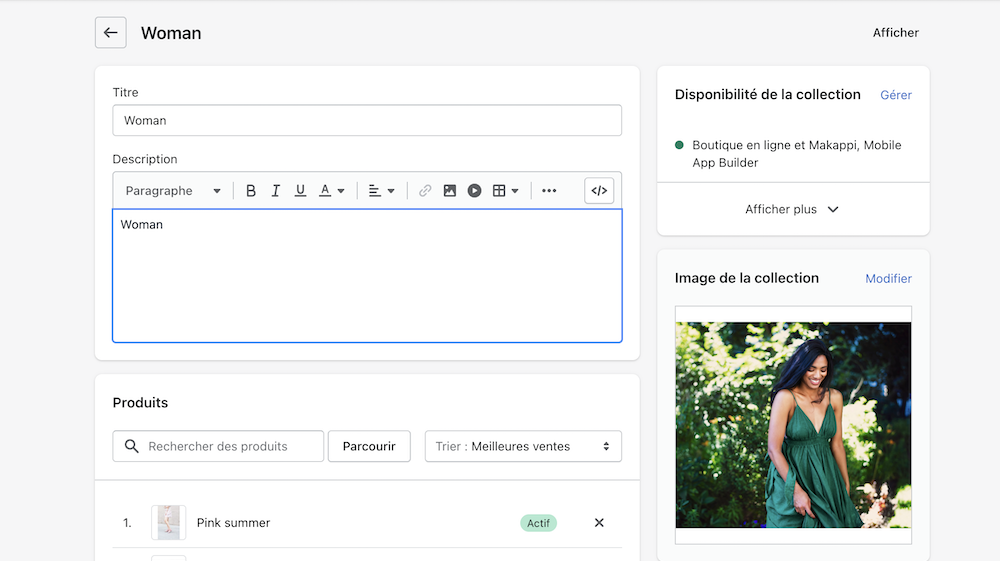 Woman
Afficher
Titre
Woman
Description
Paragraphe
B I U A
Woman
Produits
Rechercher des produits
Parcourir
Trier : Meilleures ventes
1. Pink summer Actif
Disponibilité de la collection Gérer
Boutique en ligne et Makappi, Mobile
App Builder
Afficher plus
Image de la collection Modifier